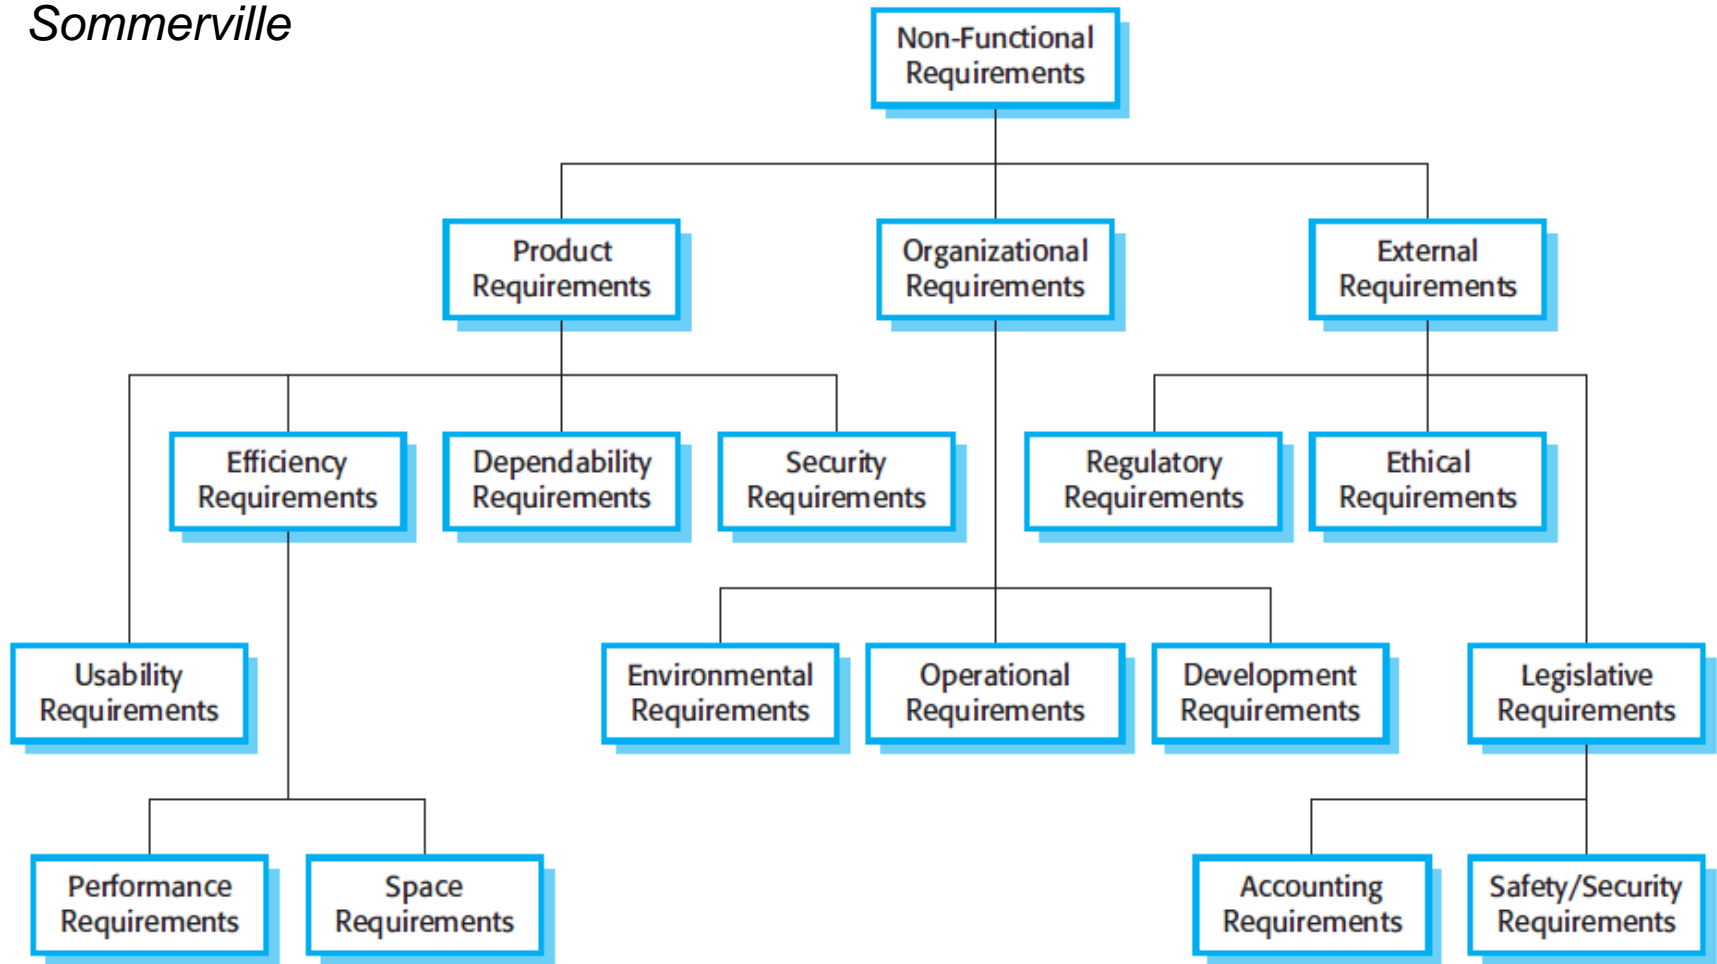 Sommerville
Non-Functional
Requirements
Product
Requirements
Organizational
Requirements
External
Requirements
Efficiency
Requirements
Dependability
Requirements
Security
Requirements
Regulatory
Requirements
Ethical
Requirements
Usability
Requirements
Environmental
Requirements
Operational
Requirements
Development
Requirements
Legislative
Requirements
Performance
Requirements
Space
Requirements
Accounting
Requirements
Safety/Security
Requirements